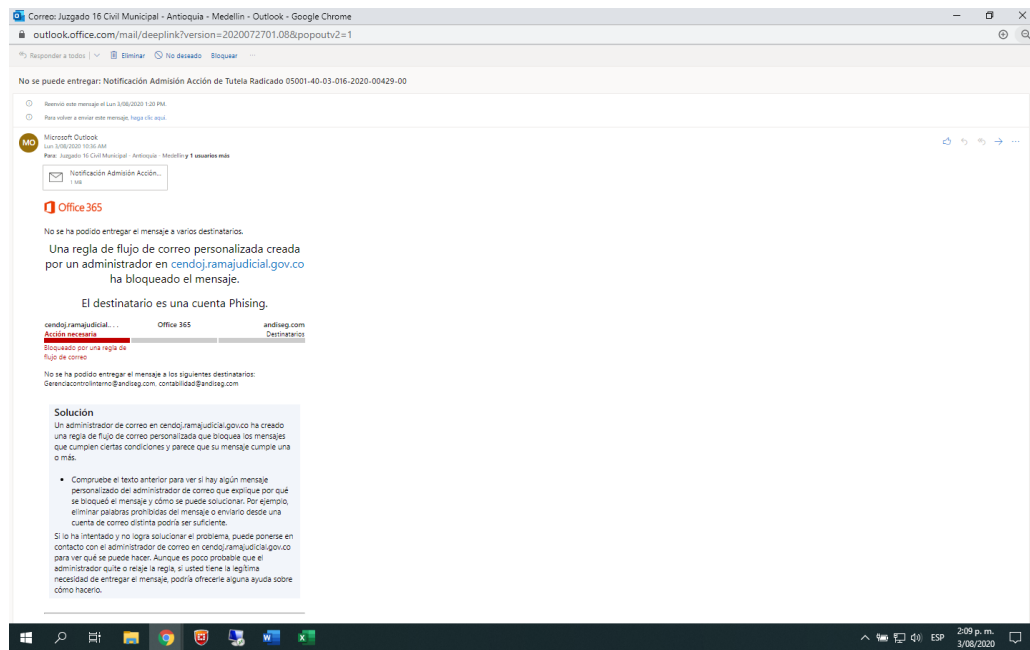 Correo: Juzgado 16 Civil Municipal - Antioquia - Medellin - Outlook - Google Chrome
outlook.office.com/mail/deeplink?version=2020072701.08&popoutv2=1
Responder a todos | Eliminar No deseado Bloquear ...
No se puede entregar: Notificación Admisión Acción de Tutela Radicado 05001-40-03-016-2020-00429-00
Reenvió este mensaje el Lun 3/08/2020 1:20 PM.
Para volver a enviar este mensaje, haga clic aquí.
MO
Microsoft Outlook
Lun 3/08/2020 10:36 AM
Para: Juzgado 16 Civil Municipal - Antioquia - Medellin y 1 usuarios más
Notificación Admisión Acción...
1 MB
Office 365
No se ha podido entregar el mensaje a varios destinatarios.
Una regla de flujo de correo personalizada creada
por un administrador en cendoj.ramajudicial.gov.co
ha bloqueado el mensaje.
El destinatario es una cuenta Phising.
cendoj.ramajudicial. . . Office 365 andiseg.com
Acción necesaria Destinatarios
Bloqueado por una regla de
flujo de correo
No se ha podido entregar el mensaje a los siguientes destinatarios:
Gerenciacontrolinterno@andiseg.com, contabilidad@andiseg.com
Solución
Un administrador de correo en cendoj.ramajudicial.gov.co ha creado
una regla de flujo de correo personalizada que bloquea los mensajes
que cumplen ciertas condiciones y parece que su mensaje cumple una
o más.
• Compruebe el texto anterior para ver si hay algún mensaje
personalizado del administrador de correo que explique por qué
se bloqueó el mensaje y cómo se puede solucionar. Por ejemplo,
eliminar palabras prohibidas del mensaje o enviarlo desde una
cuenta de correo distinta podría ser suficiente.
Si lo ha intentado y no logra solucionar el problema, puede ponerse en
contacto con el administrador de correo en cendoj.ramajudicial.gov.co
para ver qué se puede hacer. Aunque es poco probable que el
administrador quite o relaje la regla, si usted tiene la legítima
necesidad de entregar el mensaje, podría ofrecerle alguna ayuda sobre
cómo hacerlo.
ESP
2:09 p. m.
3/08/2020